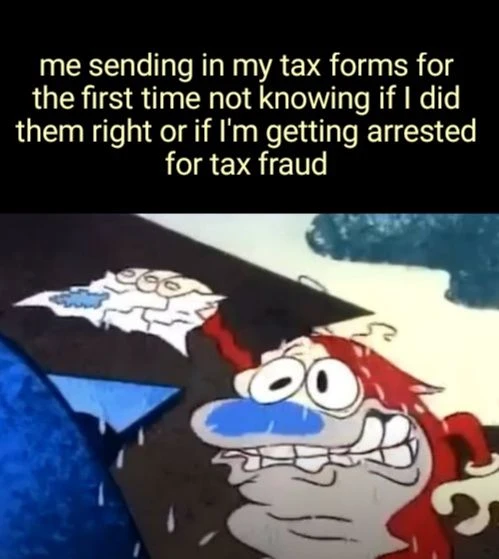 me sending in my tax forms for
the first time not knowing if I did
them right or if I'm getting arrested
for tax fraud